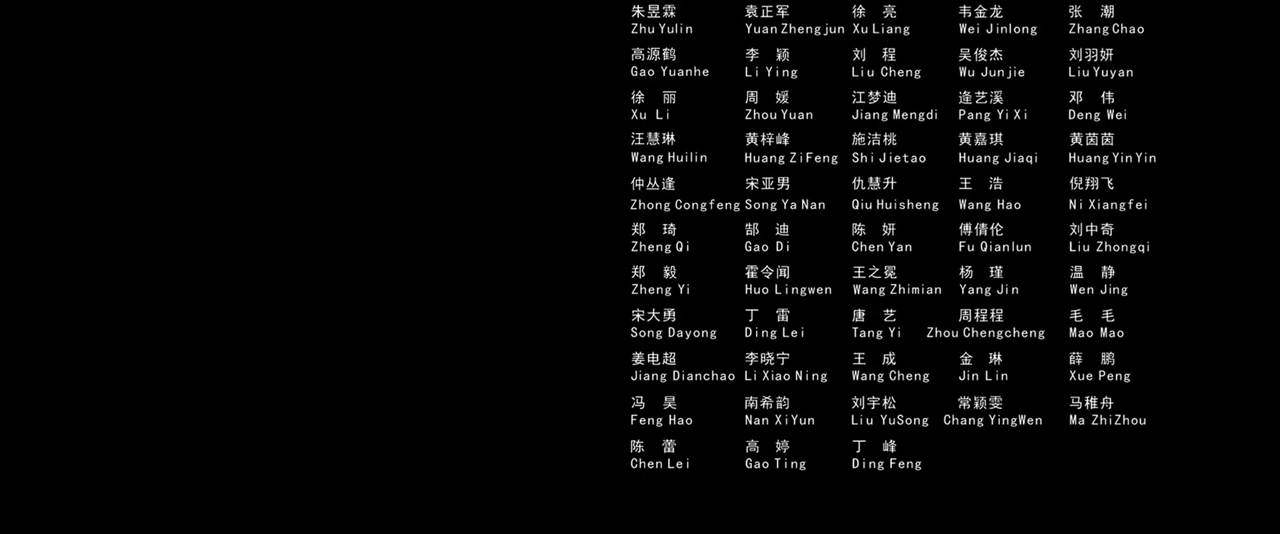 朱昱霖 袁正军 徐 亮 韦金龙 张 潮
Zhu Yulin Yuan Zhengjun Xu Liang Wei Jinlong Zhang Chao
高源鹤 李 颖 刘 程 吴俊杰 刘羽妍
Gao Yuanhe Li Ying Liu Cheng Wu Junjie Liu Yuyan
徐 丽 周 媛 江梦迪 逄艺溪 邓 伟
Xu Li Zhou Yuan Jiang Mengdi Pang Yi Xi Deng Wei
汪慧琳 黄梓峰 施洁桃 黄嘉琪 黄茵茵
Wang Huilin Huang ZiFeng Shi Jietao Huang Jiaqi Huang Yin Yin
仲丛逢 宋亚男 仇慧升 王 浩 倪翔飞
Zhong Congfeng Song Ya Nan Qiu Huisheng Wang Hao Ni Xiangfei
郑 琦 郜 迪 陈 妍 傅倩伦 刘中奇
Zheng Qi Gao Di Chen Yan Fu Qianlun Liu Zhongqi
郑 毅 霍令闻 王之冕 杨 瑾 温 静
Zheng Yi Huo Lingwen Wang Zhimian Yang Jin Wen Jing
宋大勇 丁 雷 唐 艺 周程程 毛 毛
Song Dayong Ding Lei Tang Yi Zhou Chengcheng Mao Mao
姜电超 李晓宁 王 成 金 琳 薛 鹏
Jiang Dianchao Li Xiao Ning Wang Cheng Jin Lin Xue Peng
冯 昊 南希韵 刘宇松 常颖雯 马稚舟
Feng Hao Nan XiYun Liu YuSong Chang YingWen Ma ZhiZhou
陈 蕾 高 婷 丁 峰
Chen Lei Gao Ting Ding Feng